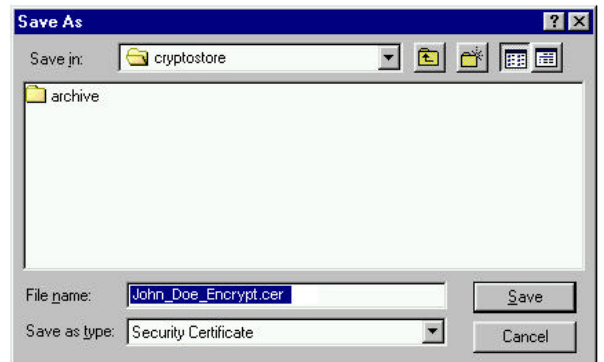 Save As
Save in: cryptostore
archive
File name: John_Doe_Encrypt.cer Save
Save as type: Security Certificate Cancel